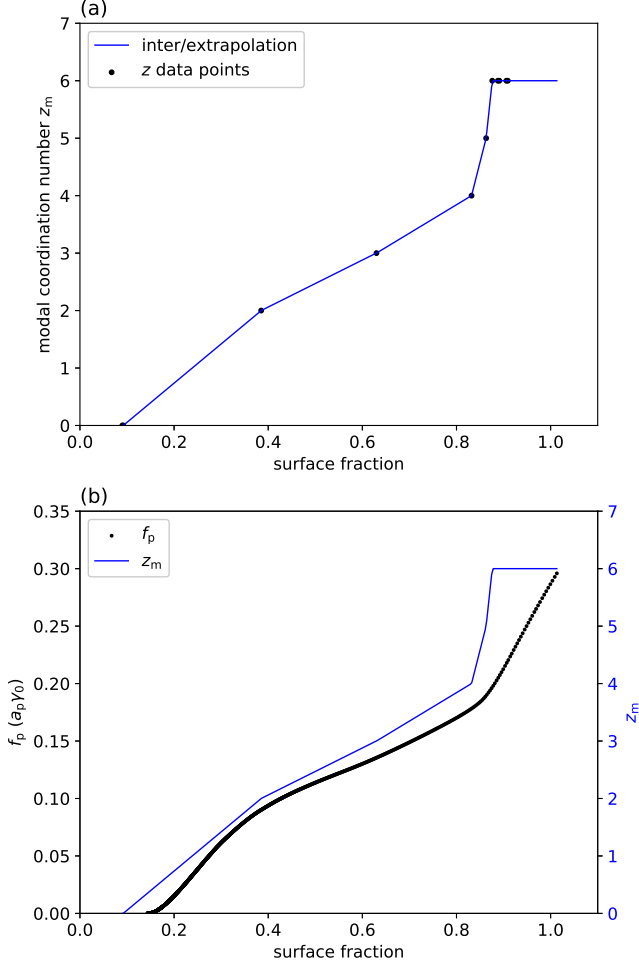 (a)
7
6
5
4
3
2
1
0
modal coordination number zₘ
inter/extrapolation
z data points
0.0 0.2 0.4 0.6 0.8 1.0
surface fraction
(b)
0.35
0.30
0.25
0.20
0.15
0.10
0.05
0.00
fₚ (aₚγ₀)
fₚ
zₘ
7
6
5
4
3
2
1
0
zₘ
0.0 0.2 0.4 0.6 0.8 1.0
surface fraction